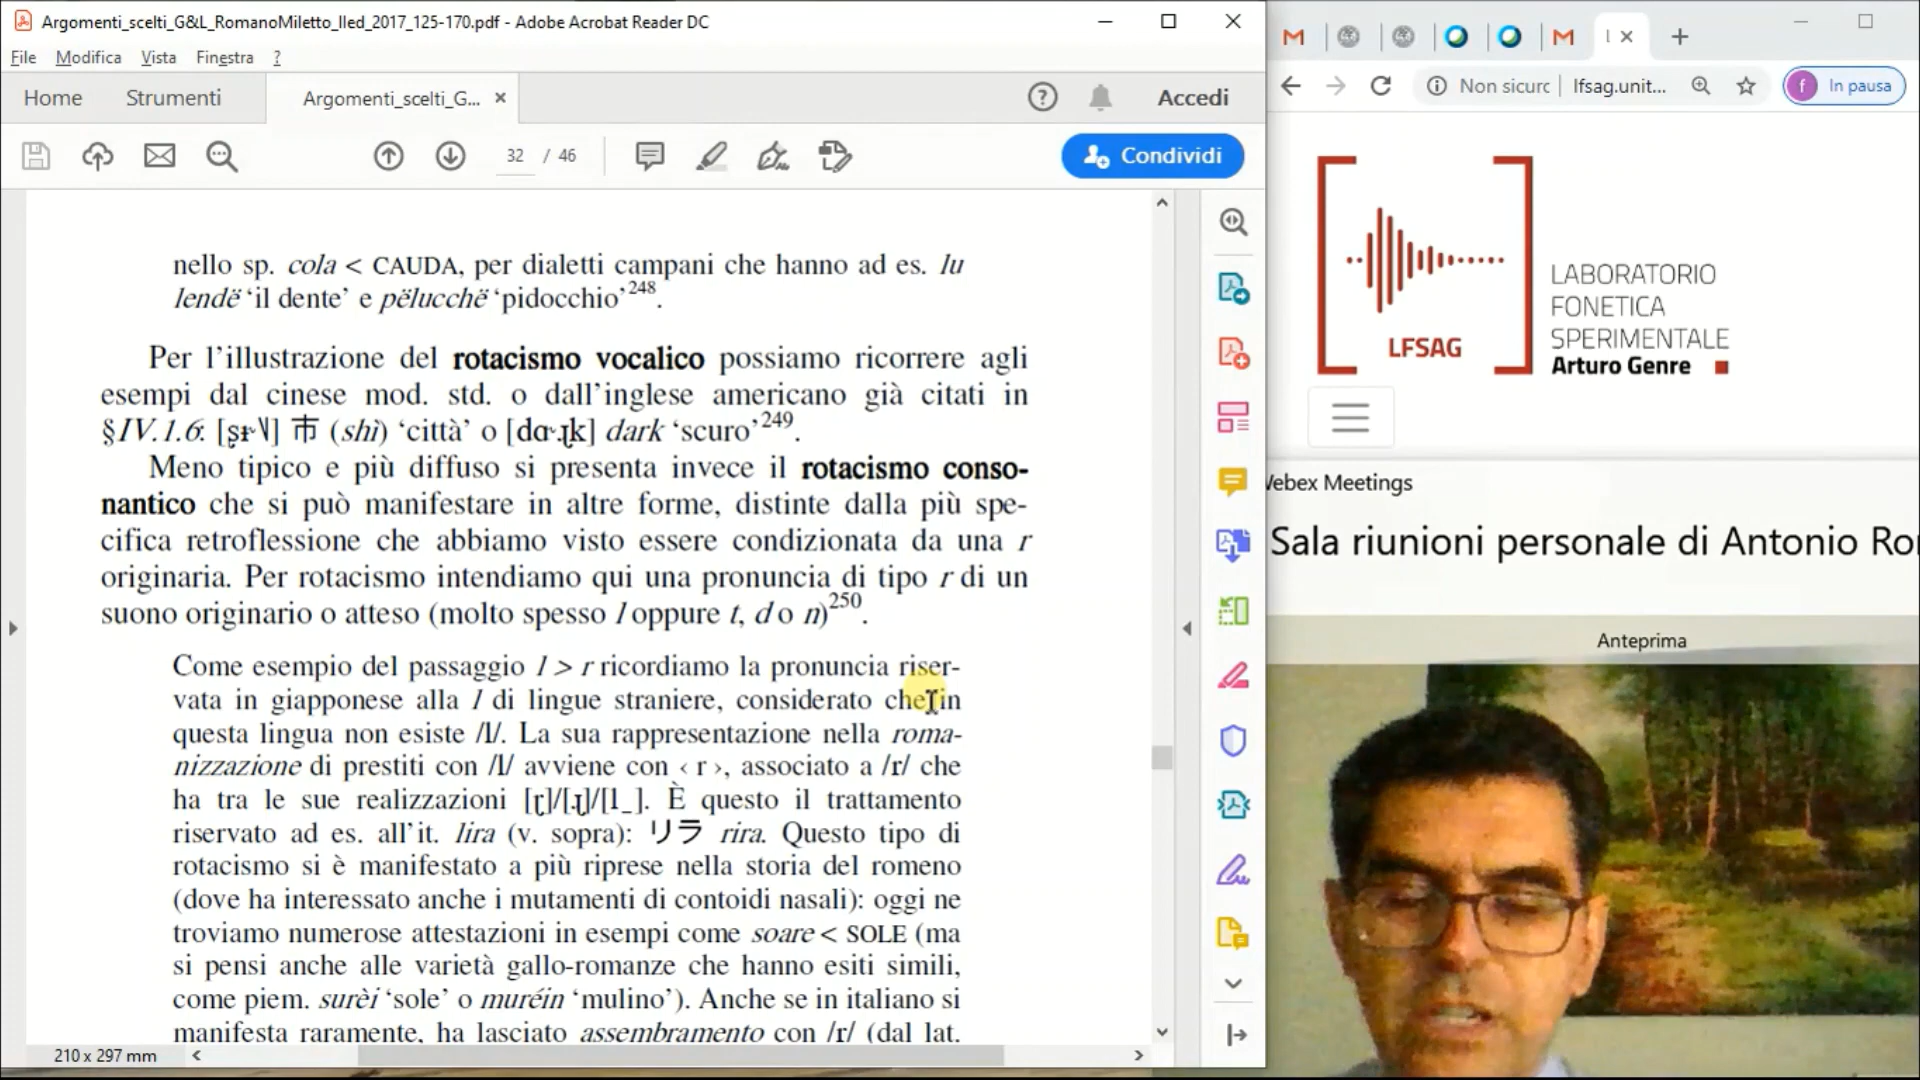 Argomenti_scelti_G&L_RomanoMiletto_IIed_2017_125-170.pdf - Adobe Acrobat Reader DC
File Modifica Vista Finestra ?
Home Strumenti Argomenti_scelti_G... Accedi
32 / 46 Condividi
nello sp. cola < CAUDA, per dialetti campani che hanno ad es. lu
lendë ‘il dente’ e pëlucchë ‘pidocchio’248.
Per l’illustrazione del rotacismo vocalico possiamo ricorrere agli
esempi dal cinese mod. std. o dall’inglese americano già citati in
§IV.1.6: 市 (shì) ‘città’ o [dɑ˞ɻk] dark ‘scuro’249.
Meno tipico e più diffuso si presenta invece il rotacismo conso-
nantico che si può manifestare in altre forme, distinte dalla più spe-
cifica retroflessione che abbiamo visto essere condizionata da una r
originaria. Per rotacismo intendiamo qui una pronuncia di tipo r di un
suono originario o atteso (molto spesso l oppure t, d o n)250.
Come esempio del passaggio l > r ricordiamo la pronuncia riser-
vata in giapponese alla l di lingue straniere, considerato che in
questa lingua non esiste /l/. La sua rappresentazione nella roma-
nizzazione di prestiti con /l/ avviene con ‹ r ›, associato a /r/ che
ha tra le sue realizzazioni [ɽ]/[ɻ]/[l_]. È questo il trattamento
riservato ad es. all’it. lira (v. sopra): リラ rira. Questo tipo di
rotacismo si è manifestato a più riprese nella storia del romeno
(dove ha interessato anche i mutamenti di contoidi nasali): oggi ne
troviamo numerose attestazioni in esempi come soare < SOLE (ma
si pensi anche alle varietà gallo-romanze che hanno esiti simili,
come piem. surèi ‘sole’ o muréin ‘mulino’). Anche se in italiano si
manifesta raramente, ha lasciato assembramento con /r/ (dal lat.
210 x 297 mm
Non sicuro lfsag.unit... In pausa
LFSAG
LABORATORIO
FONETICA
SPERIMENTALE
Arturo Genre
Webex Meetings
Sala riunioni personale di Antonio Ro
Anteprima